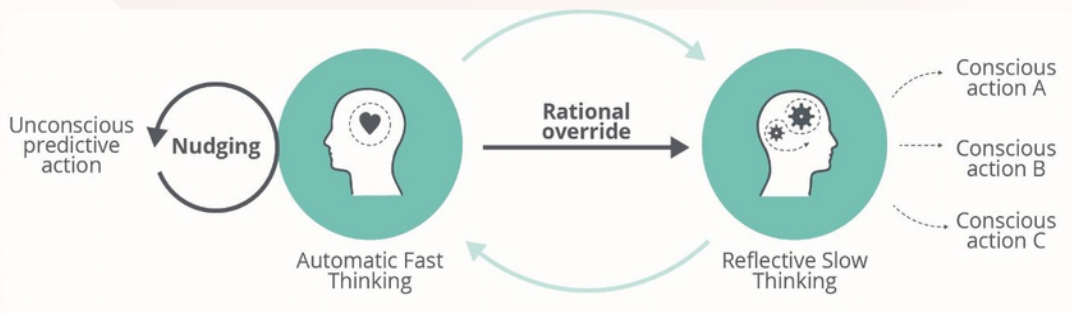 Unconscious
predictive
action
Nudging
Automatic Fast
Thinking
Rational
override
Reflective Slow
Thinking
Conscious
action A
Conscious
action B
Conscious
action C